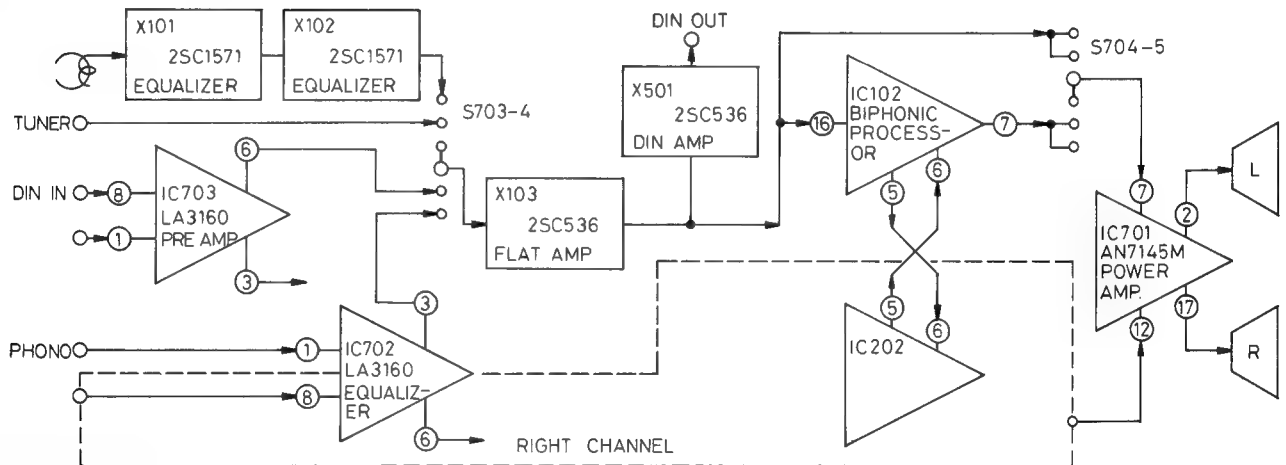 X101
2SC1571
EQUALIZER
X102
2SC1571
EQUALIZER
DIN OUT
S704-5
TUNER
S703-4
X501
2SC536
DIN AMP
16
IC102
BIPHONIC
PROCESS-
OR
7
5
6
DIN IN
8
1
6
IC703
LA3160
PRE AMP
3
X103
2SC536
FLAT AMP
7
2
L
IC701
AN7145M
POWER
AMP.
17
12
R
5
6
IC202
PHONO
1
8
3
IC702
LA3160
EQUALIZ-
ER
6
RIGHT CHANNEL